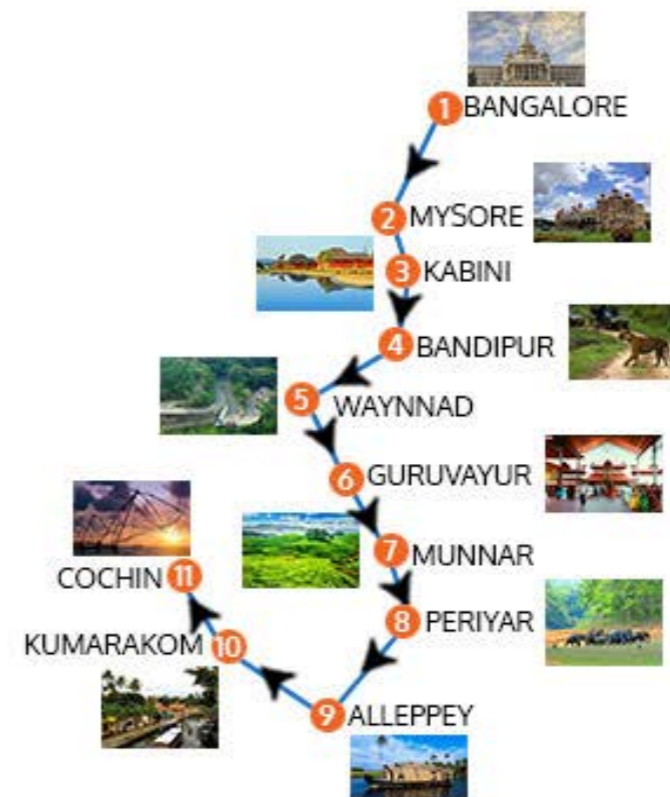 1 BANGALORE
2 MYSORE
3 KABINI
4 BANDIPUR
5 WAYNNAD
6 GURUVAYUR
7 MUNNAR
8 PERIYAR
9 ALLEPPEY
KUMARAKOM 10
COCHIN 11